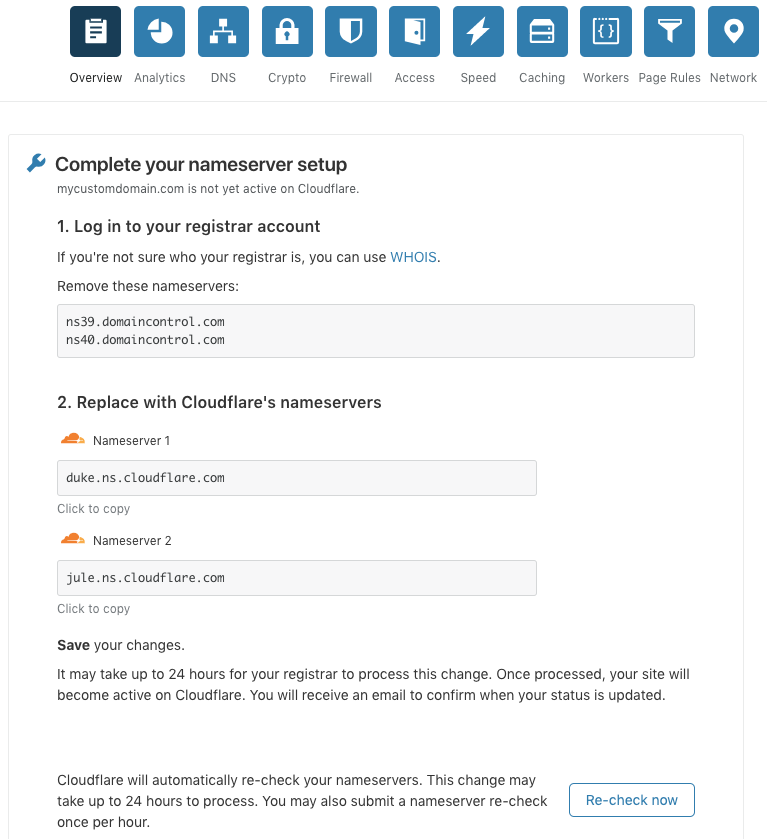 Overview Analytics DNS Crypto Firewall Access Speed Caching Workers Page Rules Network
Complete your nameserver setup
mycustomdomain.com is not yet active on Cloudflare.
1. Log in to your registrar account
If you're not sure who your registrar is, you can use WHOIS.
Remove these nameservers:
ns39.domaincontrol.com
ns40.domaincontrol.com
2. Replace with Cloudflare's nameservers
Nameserver 1
duke.ns.cloudflare.com
Click to copy
Nameserver 2
jule.ns.cloudflare.com
Click to copy
Save your changes.
It may take up to 24 hours for your registrar to process this change. Once processed, your site will
become active on Cloudflare. You will receive an email to confirm when your status is updated.
Cloudflare will automatically re-check your nameservers. This change may
take up to 24 hours to process. You may also submit a nameserver re-check
once per hour.
Re-check now